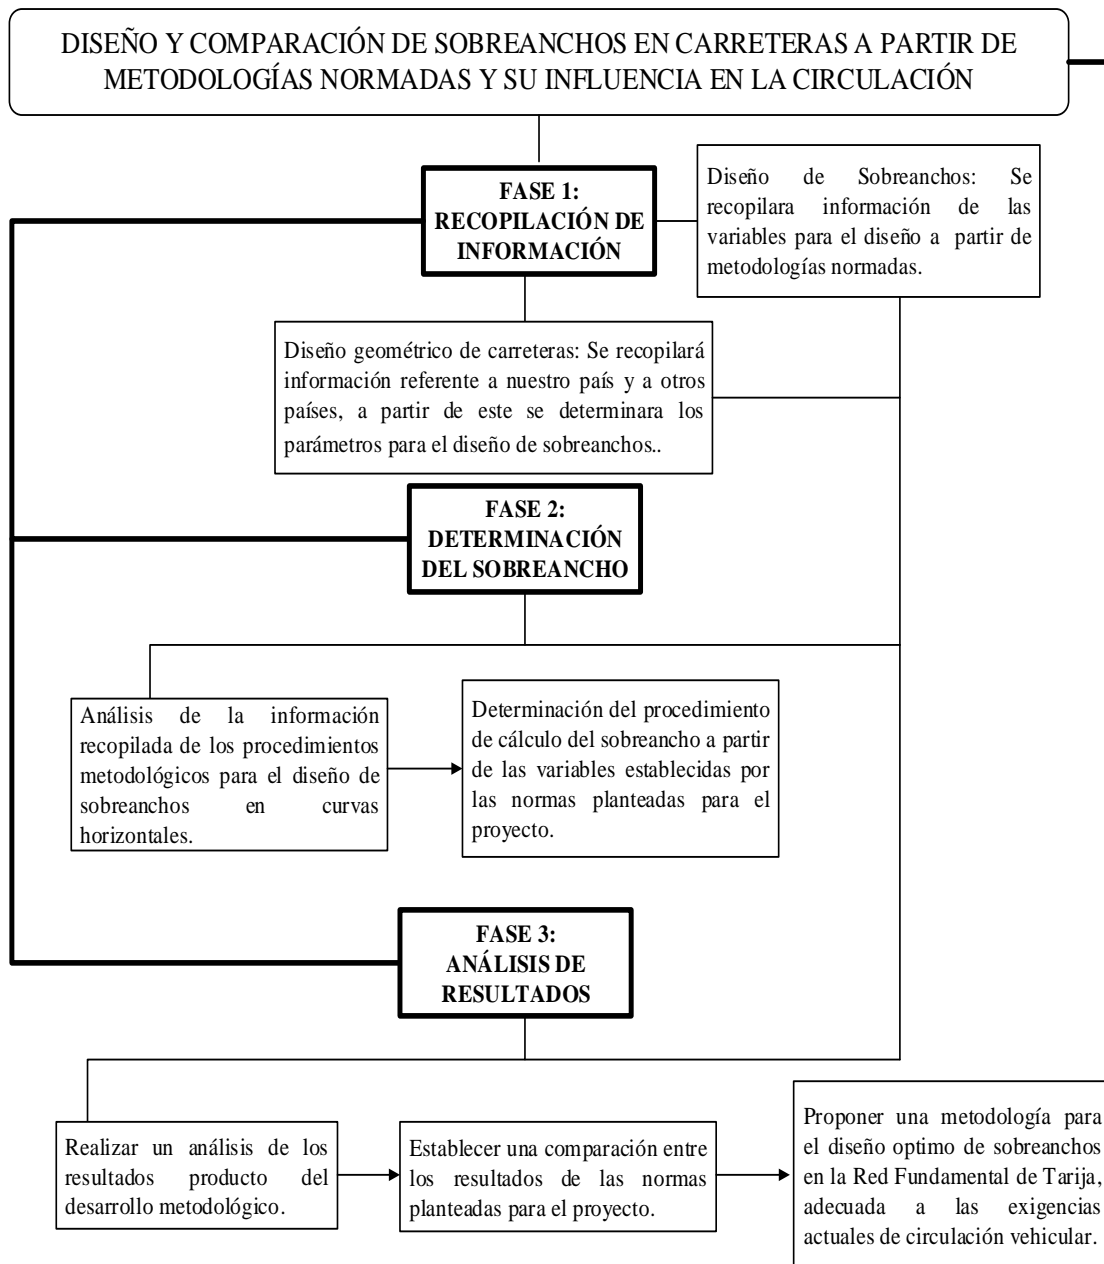 DISEÑO Y COMPARACIÓN DE SOBREANCHOS EN CARRETERAS A PARTIR DE
METODOLOGÍAS NORMADAS Y SU INFLUENCIA EN LA CIRCULACIÓN
FASE 1:
RECOPILACIÓN DE
INFORMACIÓN
Diseño de Sobreanchos: Se
recopilara información de las
variables para el diseño a partir de
metodologías normadas.
Diseño geométrico de carreteras: Se recopilará
información referente a nuestro país y a otros
países, a partir de este se determinara los
parámetros para el diseño de sobreanchos..
FASE 2:
DETERMINACIÓN
DEL SOBREANCHO
Análisis de la información
recopilada de los procedimientos
metodológicos para el diseño de
sobreanchos en curvas
horizontales.
Determinación del procedimiento
de cálculo del sobreancho a partir
de las variables establecidas por
las normas planteadas para el
proyecto.
FASE 3:
ANÁLISIS DE
RESULTADOS
Realizar un análisis de los
resultados producto del
desarrollo metodológico.
Establecer una comparación entre
los resultados de las normas
planteadas para el proyecto.
Proponer una metodología para
el diseño optimo de sobreanchos
en la Red Fundamental de Tarija,
adecuada a las exigencias
actuales de circulación vehicular.